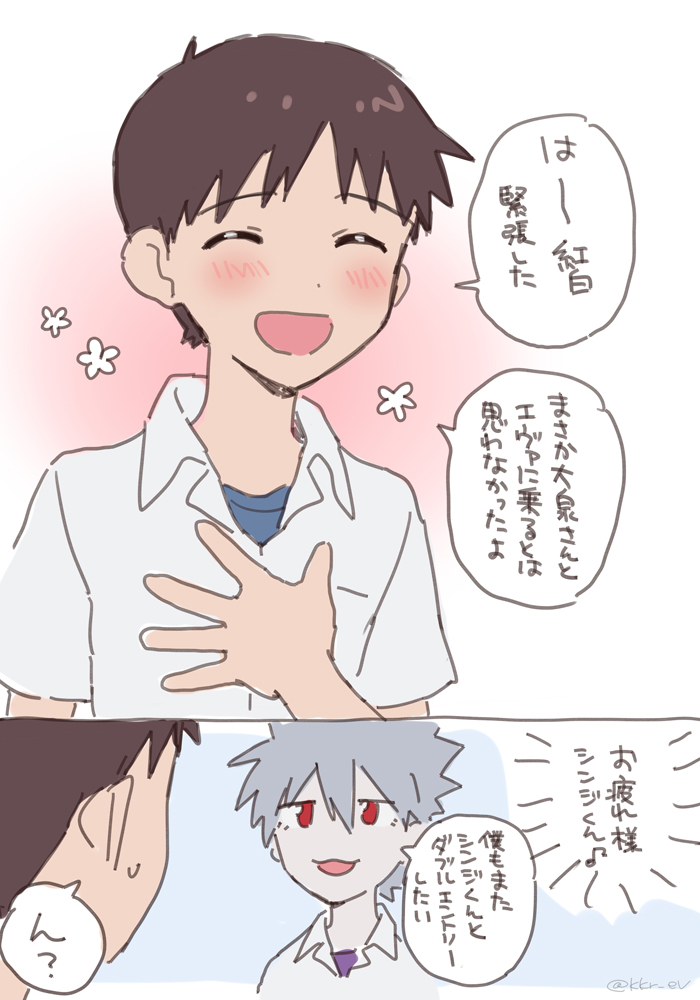 はー紅白
緊張した
まさか大泉さんと
エヴァに乗るとは
思わなかったよ
お疲れ様
シンジくん♪
僕もまた
シンジくんと
ダブルエントリー
したい
ん?
@kkr_ev